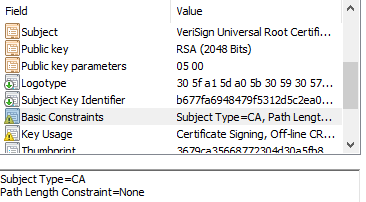 Field Value
Subject VeriSign Universal Root Certifi...
Public key RSA (2048 Bits)
Public key parameters 05 00
Logotype 30 5f a1 5d a0 5b 30 59 30 57...
Subject Key Identifier b677fa6948479f5312d5c2ea0...
Basic Constraints Subject Type=CA, Path Lengt...
Key Usage Certificate Signing, Off-line CR...
Thumbprint 3679ca35668772304d30a5fb8
Subject Type=CA
Path Length Constraint=None